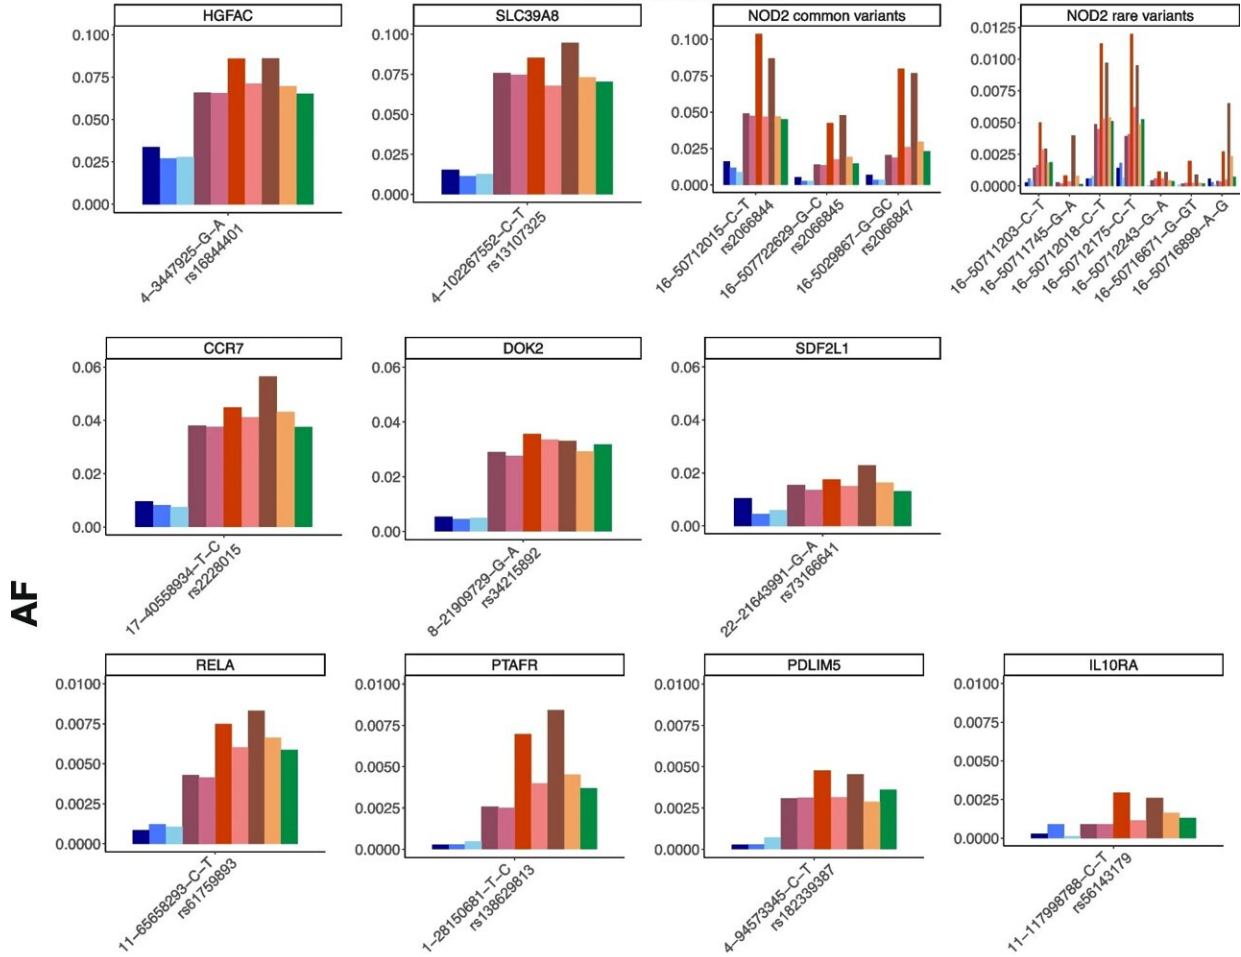 HGFAC
0.100
0.075
0.050
0.025
0.000
4–3447925–G–A
rs16844401
SLC39A8
0.100
0.075
0.050
0.025
0.000
4–102267552–C–T
rs13107325
NOD2 common variants
0.100
0.075
0.050
0.025
0.000
16–50712015–C–T
rs2066844
16–507722629–G–C
rs2066845
16–5029867–G–GC
rs2066847
NOD2 rare variants
0.0125
0.0100
0.0075
0.0050
0.0025
0.0000
16–50711203–C–T
16–50711745–G–A
16–50712018–C–T
16–50712175–C–T
16–50712243–G–A
16–50716671–G–GT
16–50716899–A–G
AF
CCR7
0.06
0.04
0.02
0.00
17–40558934–T–C
rs2228015
DOK2
0.06
0.04
0.02
0.00
8–21909729–G–A
rs34215892
SDF2L1
0.06
0.04
0.02
0.00
22–21643991–G–A
rs73166641
RELA
0.0100
0.0075
0.0050
0.0025
0.0000
11–65658293–C–T
rs61759893
PTAFR
0.0100
0.0075
0.0050
0.0025
0.0000
1–28150681–T–C
rs138629813
PDLIM5
0.0100
0.0075
0.0050
0.0025
0.0000
4–94573345–C–T
rs182339387
IL10RA
0.0100
0.0075
0.0050
0.0025
0.0000
11–117998788–C–T
rs56143179